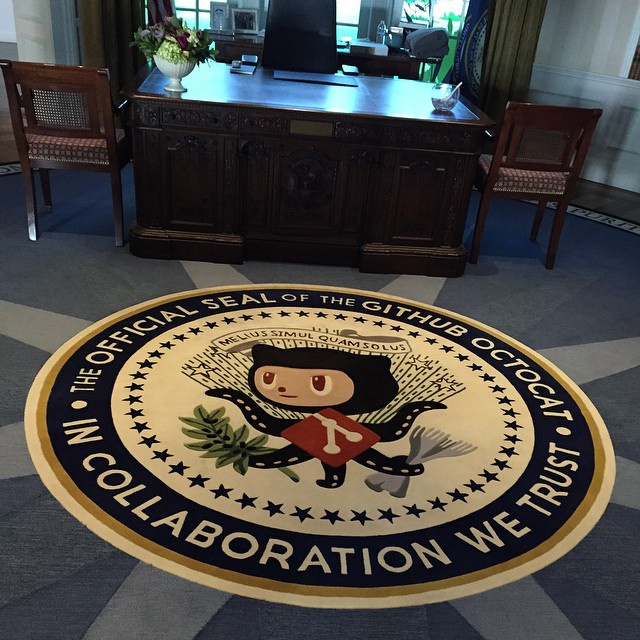 THE OFFICIAL SEAL OF THE GITHUB OCTOCAT
MELIUS SIMUL QUAM SOLUS
IN COLLABORATION WE TRUST